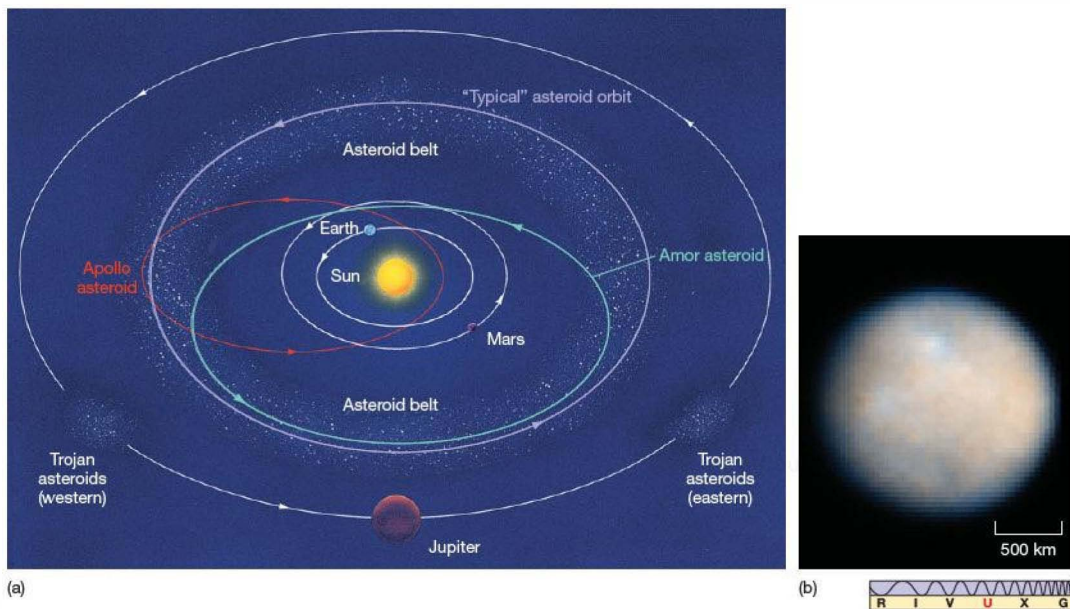 "Typical" asteroid orbit
Asteroid belt
Earth
Apollo
asteroid
Sun
Amor asteroid
Mars
Asteroid belt
Trojan
asteroids
(western)
Trojan
asteroids
(eastern)
Jupiter
500 km
(a)
(b)
R I V U X G